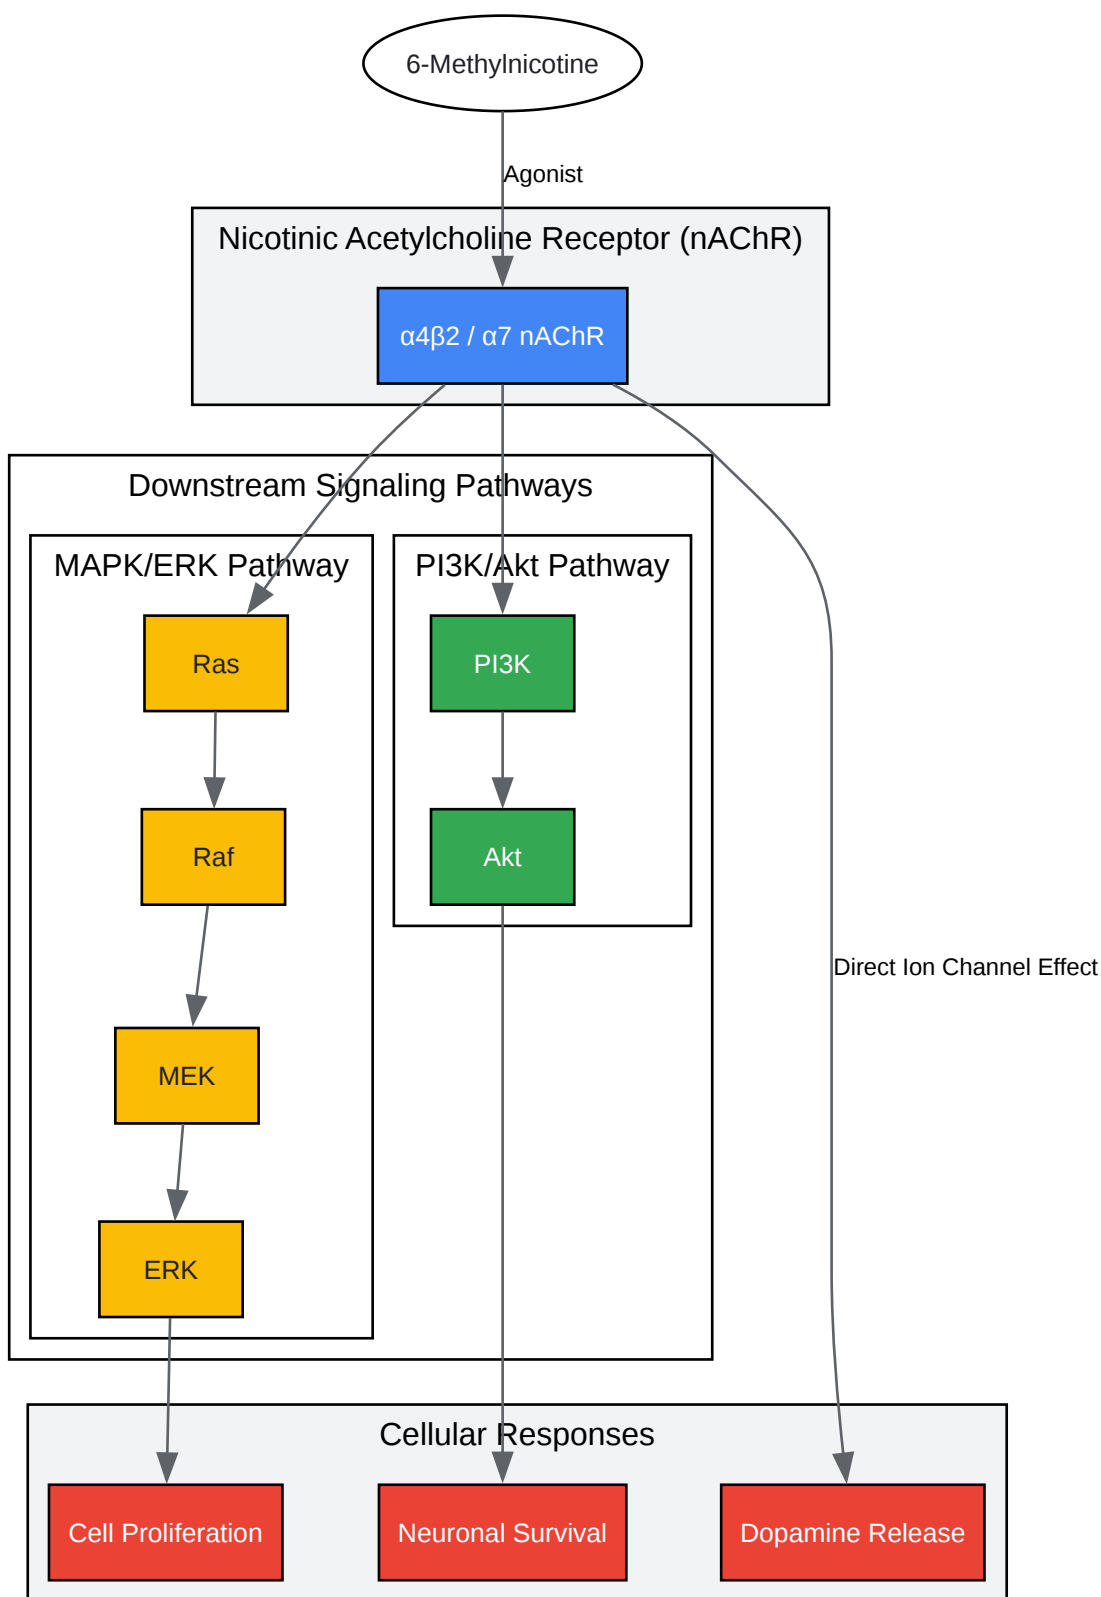 6-Methylnicotine
Agonist
Nicotinic Acetylcholine Receptor (nAChR)
α4β2 / α7 nAChR
Downstream Signaling Pathways
MAPK/ERK Pathway
PI3K/Akt Pathway
Ras
PI3K
Raf
Akt
Direct Ion Channel Effect
MEK
ERK
Cellular Responses
Cell Proliferation
Neuronal Survival
Dopamine Release